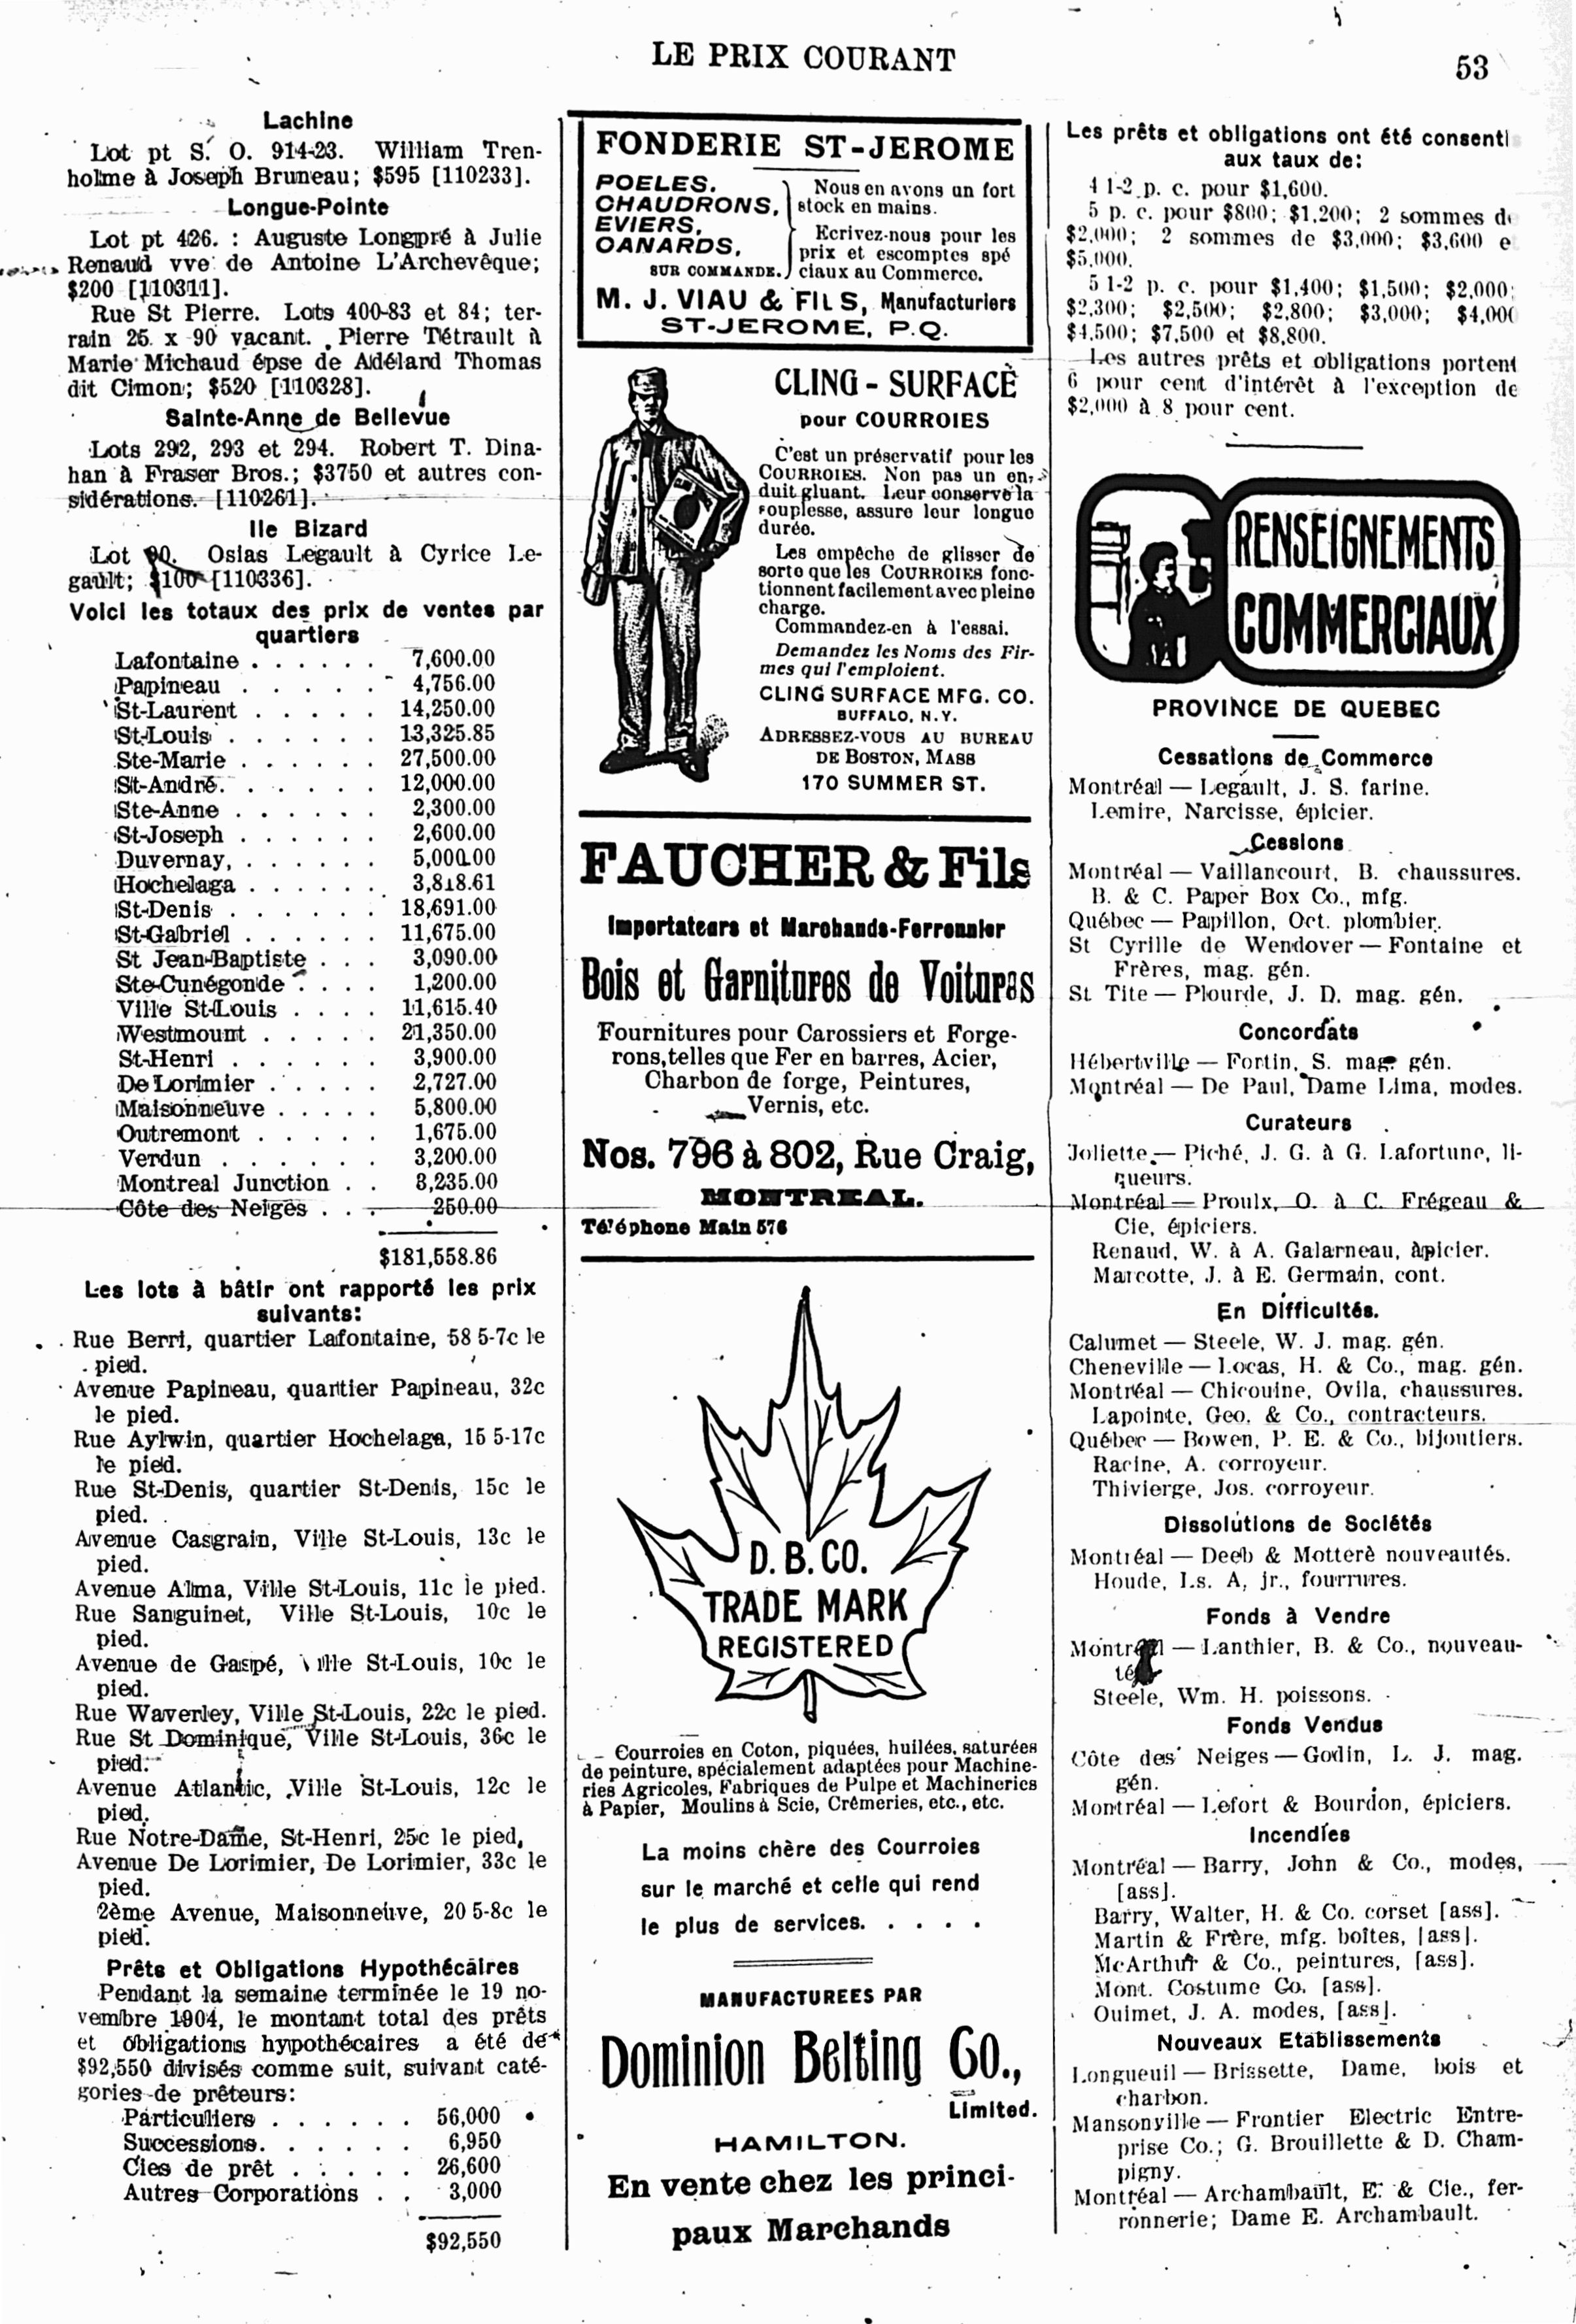 LE PRIX COURANT
53
Lachine
Lot pt S. O. 914-23. William Tren-
holme à Joseph Bruneau; $595 [110233].
Longue-Pointe
Lot pt 426. : Auguste Longpré à Julie
Renaud vve de Antoine L'Archevêque;
$200 [110311].
Rue St Pierre. Lots 400-83 et 84; ter-
rain 25 x 90 vacant. Pierre Tétrault à
Marie Michaud épse de Adélard Thomas
dit Cimon; $520 [110328].
Sainte-Anne de Bellevue
Lots 292, 293 et 294. Robert T. Dina-
han à Fraser Bros.; $3750 et autres con-
sidérations. [110261].
Ile Bizard
Lot 90. Osias Legault à Cyrice Le-
gault; $100 [110336].
Voici les totaux des prix de ventes par
quartiers
Lafontaine . . . . . . 7,600.00
Papineau . . . . . 4,756.00
St-Laurent . . . . . 14,250.00
St-Louis . . . . . . 13,325.85
Ste-Marie . . . . . . 27,500.00
St-André. . . . . . 12,000.00
Ste-Anne . . . . . . 2,300.00
St-Joseph . . . . . . 2,600.00
Duvernay, . . . . . . 5,000.00
Hochelaga . . . . . . 3,818.61
St-Denis . . . . . . 18,691.00
St-Gabriel . . . . . . 11,675.00
St Jean-Baptiste . . . 3,090.00
Ste-Cunégonde . . . . 1,200.00
Ville St-Louis . . . . 11,615.40
Westmount . . . . . 21,350.00
St-Henri . . . . . . 3,900.00
De Lorimier . . . . . 2,727.00
Maisonneuve . . . . . 5,800.00
Outremont . . . . . 1,675.00
Verdun . . . . . . 3,200.00
Montreal Junction . . 3,235.00
Côte des Neiges . . . 250.00
$181,558.86
Les lots à bâtir ont rapporté les prix
suivants:
Rue Berri, quartier Lafontaine, 58 5-7c le
pied.
Avenue Papineau, quartier Papineau, 32c
le pied.
Rue Aylwin, quartier Hochelaga, 15 5-17c
le pied.
Rue St-Denis, quartier St-Denis, 15c le
pied.
Avenue Casgrain, Ville St-Louis, 13c le
pied.
Avenue Alma, Ville St-Louis, 11c le pied.
Rue Sanguinet, Ville St-Louis, 10c le
pied.
Avenue de Gaspé, Ville St-Louis, 10c le
pied.
Rue Waverley, Ville St-Louis, 22c le pied.
Rue St Dominique, Ville St-Louis, 36c le
pied.
Avenue Atlantic, Ville St-Louis, 12c le
pied.
Rue Notre-Dame, St-Henri, 25c le pied,
Avenue De Lorimier, De Lorimier, 33c le
pied.
2ème Avenue, Maisonneuve, 20 5-8c le
pied.
Prêts et Obligations Hypothécaires
Pendant la semaine terminée le 19 no-
vembre 1904, le montant total des prêts
et obligations hypothécaires a été de
$92,550 divisés comme suit, suivant caté-
gories de prêteurs:
Particuliers . . . . . . 56,000
Successions. . . . . . 6,950
Cies de prêt . . . . . 26,600
Autres Corporations . . 3,000
$92,550
FONDERIE ST-JEROME
POELES,
CHAUDRONS,
EVIERS,
CANARDS,
SUR COMMANDE.
Nous en avons un fort
stock en mains.
Ecrivez-nous pour les
prix et escomptes spé
ciaux au Commerce.
M. J. VIAU & FILS, Manufacturiers
ST-JEROME, P.Q.
CLING - SURFACE
pour COURROIES
C'est un préservatif pour les
COURROIES. Non pas un en-
duit gluant. Leur conserve la
souplesse, assure leur longue
durée.
Les empêche de glisser de
sorte que les COURROIES fonc-
tionnent facilement avec pleine
charge.
Commandez-en à l'essai.
Demandez les Noms des Fir-
mes qui l'emploient.
CLING SURFACE MFG. CO.
BUFFALO, N.Y.
ADRESSEZ-VOUS AU BUREAU
DE BOSTON, MASS
170 SUMMER ST.
FAUCHER & Fils
Importateurs et Marchands-Ferronnier
Bois et Garnitures de Voitures
Fournitures pour Carossiers et Forge-
rons,telles que Fer en barres, Acier,
Charbon de forge, Peintures,
Vernis, etc.
Nos. 796 à 802, Rue Craig,
MONTREAL.
Téléphone Main 576
D. B. CO.
TRADE MARK
REGISTERED
Courroies en Coton, piquées, huilées, saturées
de peinture, spécialement adaptées pour Machine-
ries Agricoles, Fabriques de Pulpe et Machineries
à Papier, Moulins à Scie, Crêmeries, etc., etc.
La moins chère des Courroies
sur le marché et celle qui rend
le plus de services. . . . .
MANUFACTUREES PAR
Dominion Belting Co.,
Limited.
HAMILTON.
En vente chez les princi-
paux Marchands
Les prêts et obligations ont été consenti
aux taux de:
4 1-2 p. c. pour $1,600.
5 p. c. pour $800; $1,200; 2 sommes de
$2,000; 2 sommes de $3,000; $3,600 e
$5,000.
5 1-2 p. c. pour $1,400; $1,500; $2,000;
$2,300; $2,500; $2,800; $3,000; $4,000
$4,500; $7,500 et $8,800.
Les autres prêts et obligations portent
6 pour cent d'intérêt à l'exception de
$2,000 à 8 pour cent.
RENSEIGNEMENTS
COMMERCIAUX
PROVINCE DE QUEBEC
Cessations de Commerce
Montréal — Legault, J. S. farine.
Lemire, Narcisse, épicier.
Cessions
Montréal — Vaillancourt, B. chaussures.
B. & C. Paper Box Co., mfg.
Québec — Papillon, Oct. plombier.
St Cyrille de Wendover — Fontaine et
Frères, mag. gén.
St Tite — Plourde, J. D. mag. gén.
Concordats
Hébertville — Fortin, S. mag. gén.
Montréal — De Paul, Dame Lima, modes.
Curateurs
Joliette — Piché, J. G. à G. Lafortune, li-
queurs.
Montréal — Proulx, O. à C. Frégeau &
Cie, épiciers.
Renaud, W. à A. Galarneau, àpicier.
Marcotte, J. à E. Germain, cont.
En Difficultés.
Calumet — Steele, W. J. mag. gén.
Cheneville — Locas, H. & Co., mag. gén.
Montréal — Chicouine, Ovila, chaussures.
Lapointe, Geo. & Co., contracteurs.
Québec — Bowen, P. E. & Co., bijoutiers.
Racine, A. corroyeur.
Thivierge, Jos. corroyeur.
Dissolutions de Sociétés
Montréal — Deeb & Motterè nouveautés.
Houde, Ls. A. jr., fourrures.
Fonds à Vendre
Montréal — Lanthier, B. & Co., nouveau-
tés
Steele, Wm. H. poissons.
Fonds Vendus
Côte des Neiges — Godin, L. J. mag.
gén.
Montréal — Lefort & Bourdon, épiciers.
Incendies
Montréal — Barry, John & Co., modes,
[ass].
Barry, Walter, H. & Co. corset [ass].
Martin & Frère, mfg. boîtes, [ass].
McArthur & Co., peintures, [ass].
Mont. Costume Co. [ass].
Ouimet, J. A. modes, [ass].
Nouveaux Etablissements
Longueuil — Brissette, Dame, bois et
charbon.
Mansonville — Frontier Electric Entre-
prise Co.; G. Brouillette & D. Cham-
pigny.
Montréal — Archambault, E. & Cie., fer-
ronnerie; Dame E. Archambault.